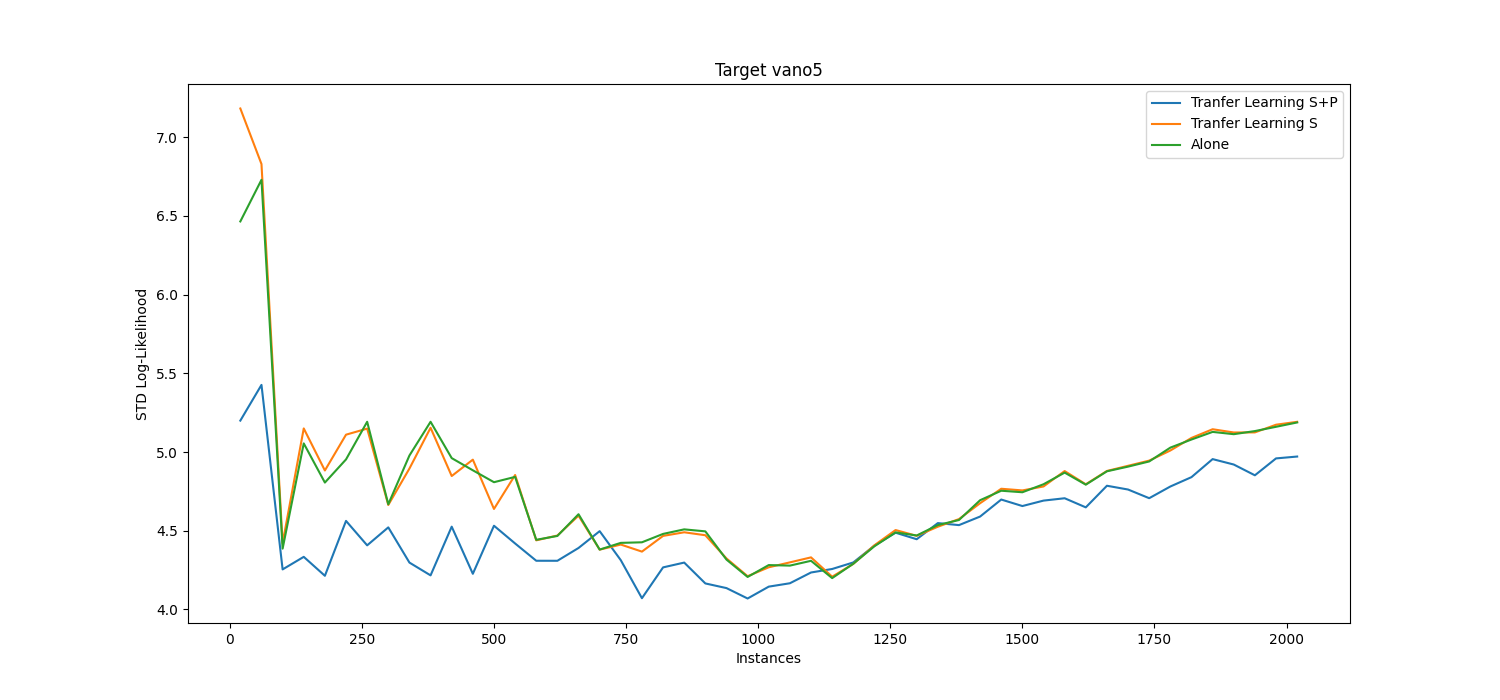 Target vano5
Tranfer Learning S+P
Tranfer Learning S
Alone
STD Log-Likelihood
7.0
6.5
6.0
5.5
5.0
4.5
4.0
0 250 500 750 1000 1250 1500 1750 2000
Instances